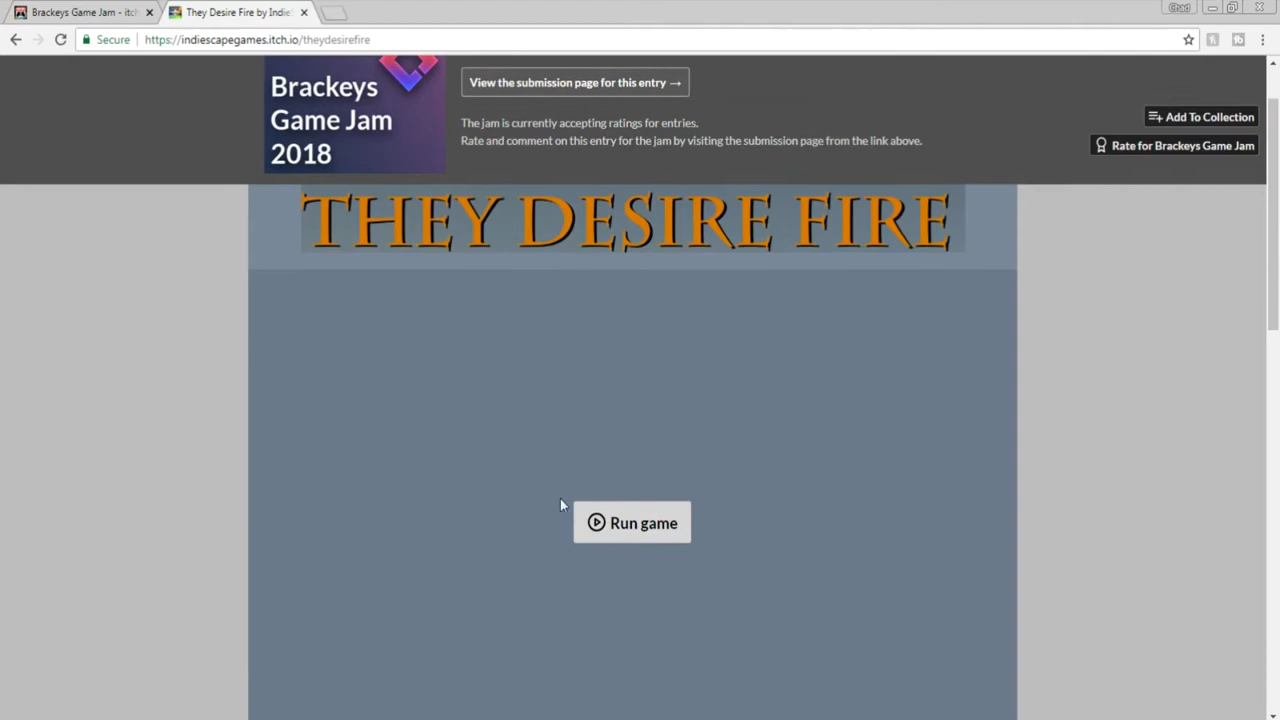 Brackeys Game Jam - itch
They Desire Fire by Indie
Chad
Secure
https://indiescapegames.itch.io/theydesirefire
Brackeys
Game Jam
2018
View the submission page for this entry →
The jam is currently accepting ratings for entries.
Rate and comment on this entry for the jam by visiting the submission page from the link above.
Add To Collection
Rate for Brackeys Game Jam
THEY DESIRE FIRE
Run game